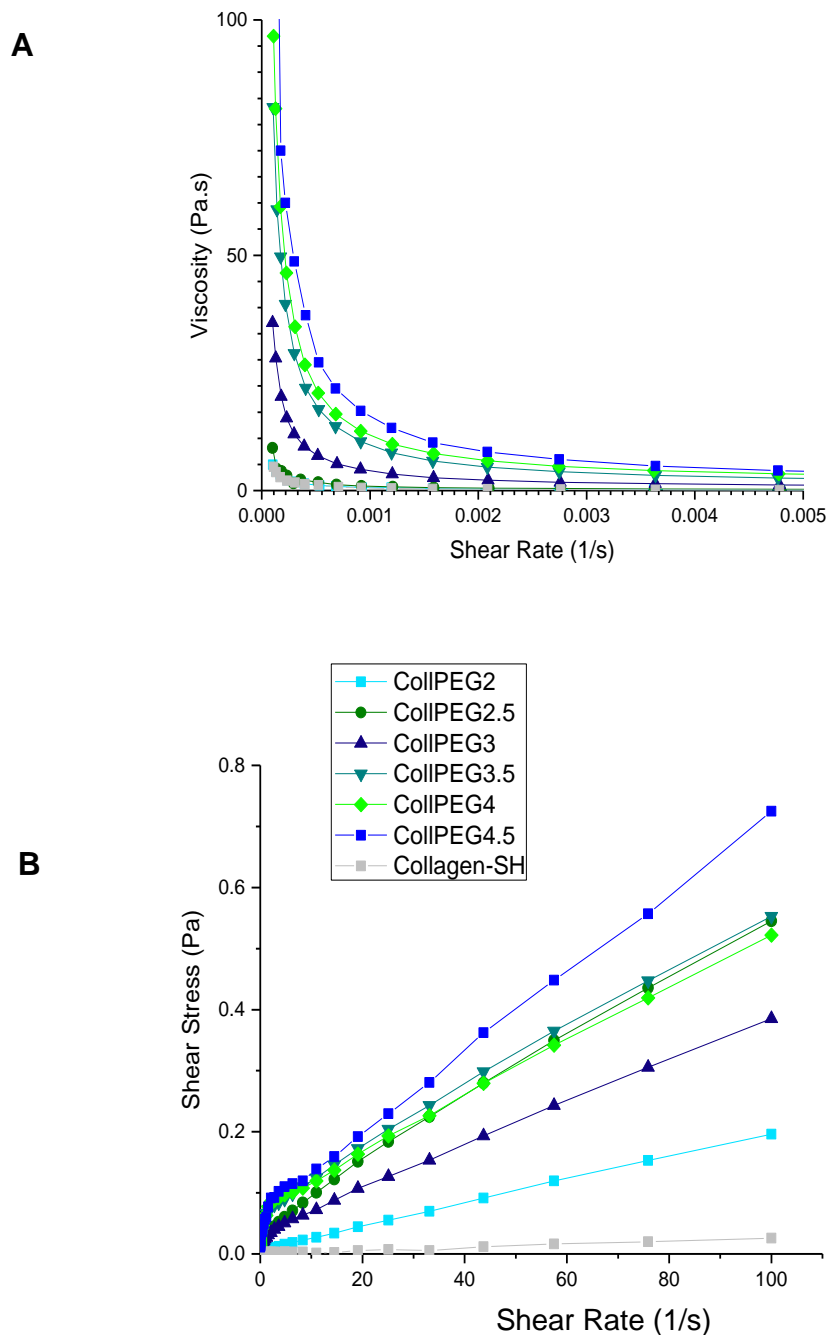 A
100
50
0
Viscosity (Pa.s)
0.000 0.001 0.002 0.003 0.004 0.005
Shear Rate (1/s)
CollPEG2
CollPEG2.5
CollPEG3
CollPEG3.5
CollPEG4
CollPEG4.5
Collagen-SH
B
0.8
0.6
0.4
0.2
0.0
Shear Stress (Pa)
0 20 40 60 80 100
Shear Rate (1/s)